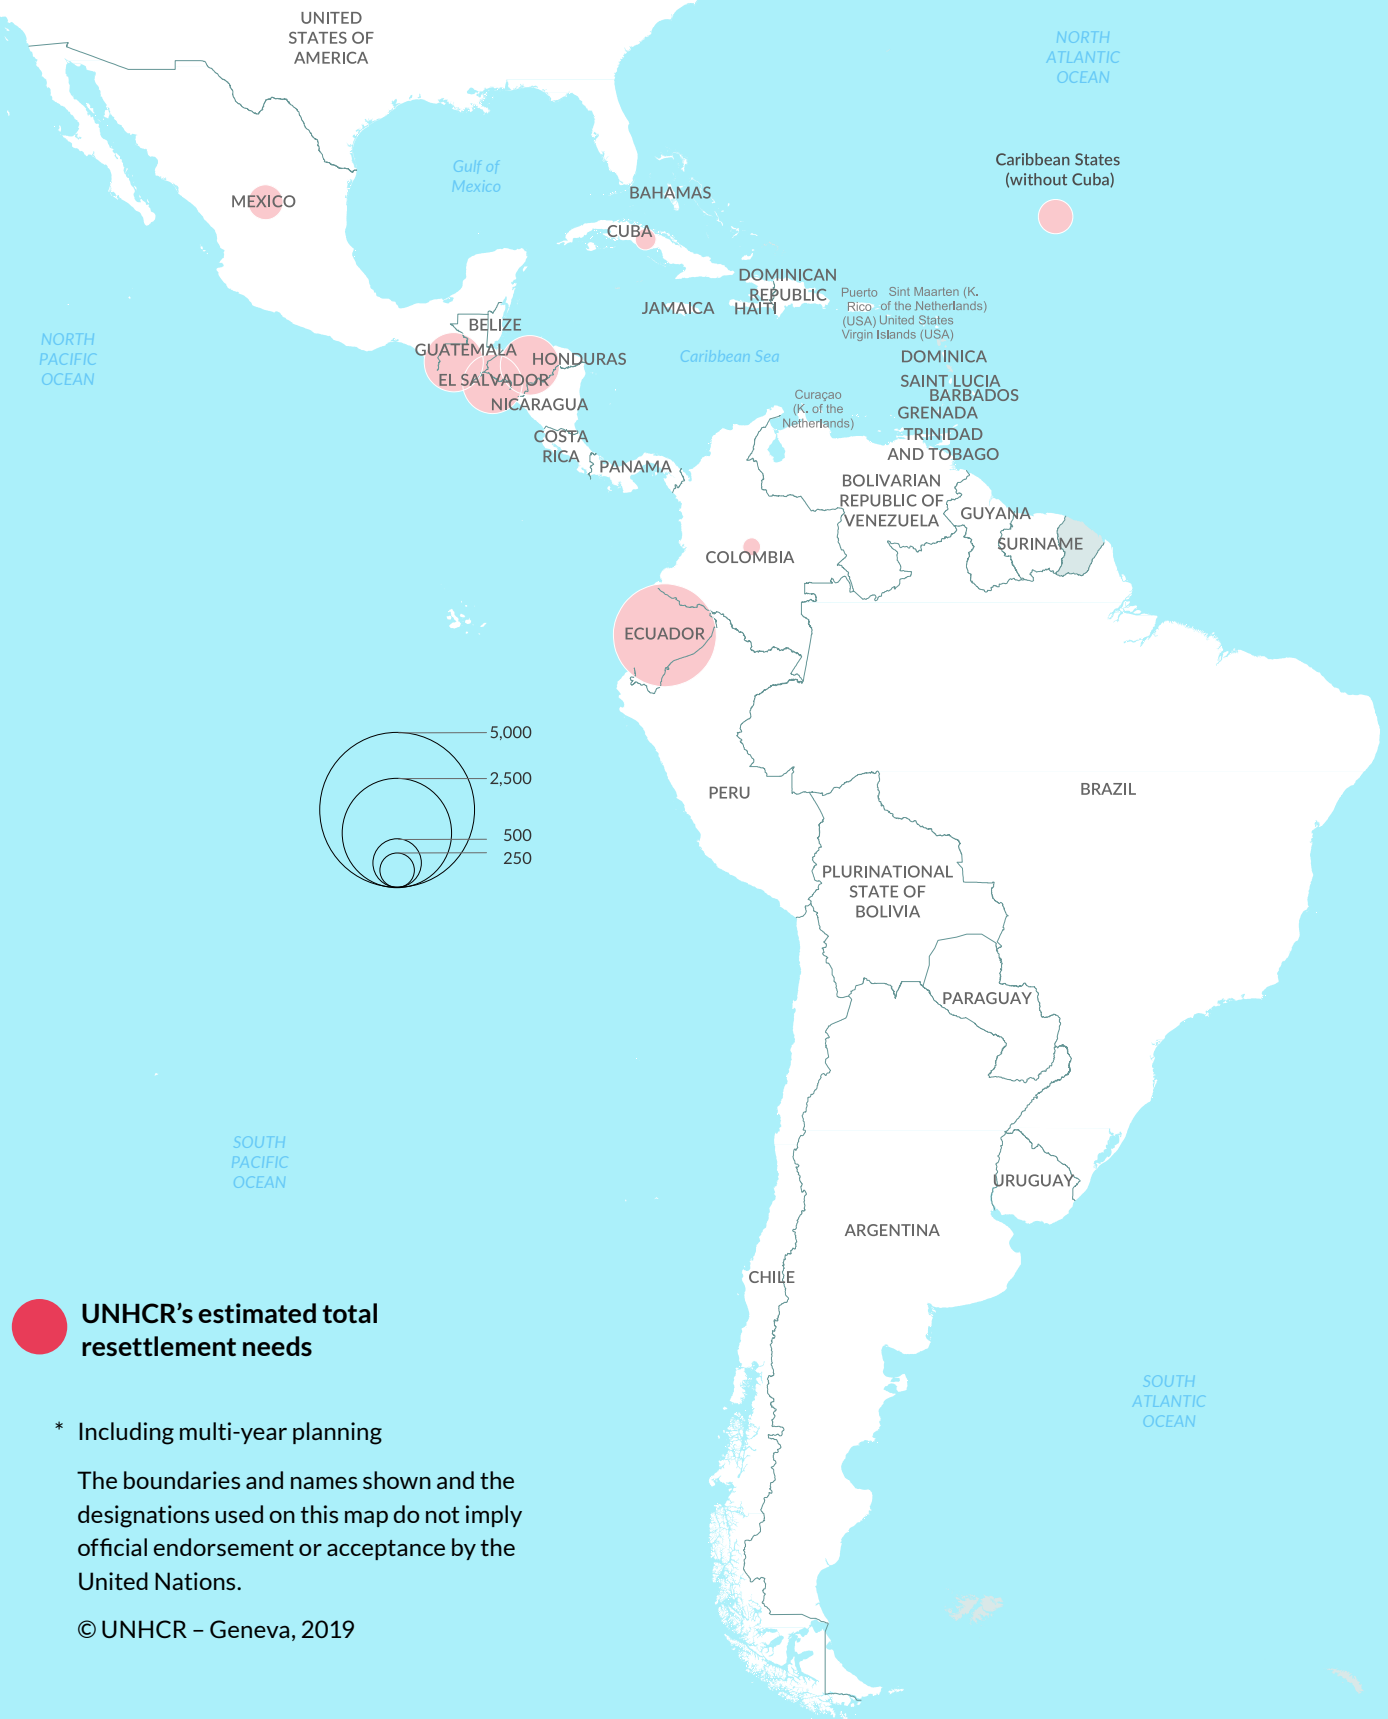 UNITED
STATES OF
AMERICA
NORTH
ATLANTIC
OCEAN
Gulf of
Mexico
Caribbean States
(without Cuba)
MEXICO
BAHAMAS
CUBA
DOMINICAN
REPUBLIC
JAMAICA
HAITI
Puerto
Rico
(USA)
Sint Maarten (K.
of the Netherlands)
United States
Virgin Islands (USA)
NORTH
PACIFIC
OCEAN
BELIZE
GUATEMALA
HONDURAS
EL SALVADOR
NICARAGUA
Caribbean Sea
DOMINICA
SAINT LUCIA
BARBADOS
GRENADA
TRINIDAD
AND TOBAGO
Curaçao
(K. of the
Netherlands)
COSTA
RICA
PANAMA
BOLIVARIAN
REPUBLIC OF
VENEZUELA
GUYANA
SURINAME
COLOMBIA
ECUADOR
5,000
2,500
500
250
PERU
BRAZIL
PLURINATIONAL
STATE OF
BOLIVIA
PARAGUAY
SOUTH
PACIFIC
OCEAN
URUGUAY
ARGENTINA
CHILE
SOUTH
ATLANTIC
OCEAN
UNHCR’s estimated total
resettlement needs
* Including multi-year planning
The boundaries and names shown and the
designations used on this map do not imply
official endorsement or acceptance by the
United Nations.
© UNHCR – Geneva, 2019